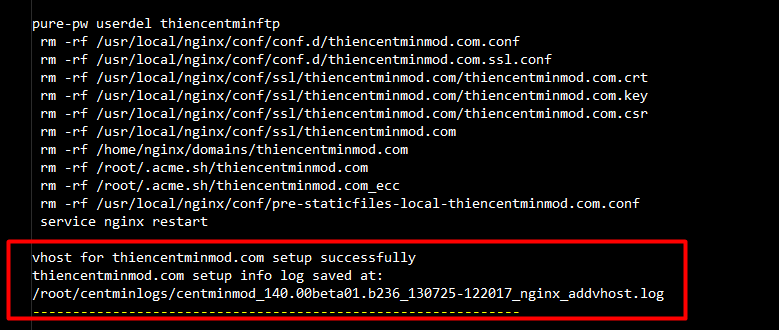 pure-pw userdel thiencentminftp
rm -rf /usr/local/nginx/conf/conf.d/thiencentminmod.com.conf
rm -rf /usr/local/nginx/conf/conf.d/thiencentminmod.com.ssl.conf
rm -rf /usr/local/nginx/conf/ssl/thiencentminmod.com/thiencentminmod.com.crt
rm -rf /usr/local/nginx/conf/ssl/thiencentminmod.com/thiencentminmod.com.key
rm -rf /usr/local/nginx/conf/ssl/thiencentminmod.com/thiencentminmod.com.csr
rm -rf /usr/local/nginx/conf/ssl/thiencentminmod.com
rm -rf /home/nginx/domains/thiencentminmod.com
rm -rf /root/.acme.sh/thiencentminmod.com
rm -rf /root/.acme.sh/thiencentminmod.com_ecc
rm -rf /usr/local/nginx/conf/pre-staticfiles-local-thiencentminmod.com.conf
service nginx restart
vhost for thiencentminmod.com setup successfully
thiencentminmod.com setup info log saved at:
/root/centminlogs/centminmod_140.00beta01.b236_130725-122017_nginx_addvhost.log
-------------------------------------------------------------